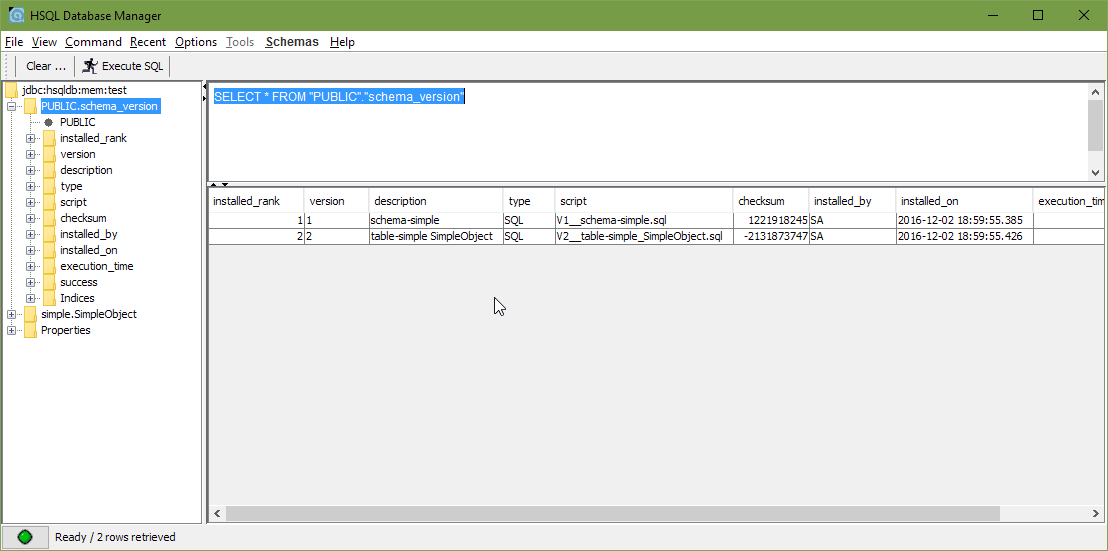 HSQL Database Manager
File View Command Recent Options Tools Schemas Help
Clear ... Execute SQL
jdbc:hsqldb:mem:test
PUBLIC.schema_version
PUBLIC
installed_rank
version
description
type
script
checksum
installed_by
installed_on
execution_time
success
Indices
simple.SimpleObject
Properties
SELECT * FROM "PUBLIC"."schema_version"
installed_rank version description type script checksum installed_by installed_on execution_tim
1 1 schema-simple SQL V1__schema-simple.sql 1221918245 SA 2016-12-02 18:59:55.385
2 2 table-simple SimpleObject SQL V2__table-simple_SimpleObject.sql -2131873747 SA 2016-12-02 18:59:55.426
Ready / 2 rows retrieved